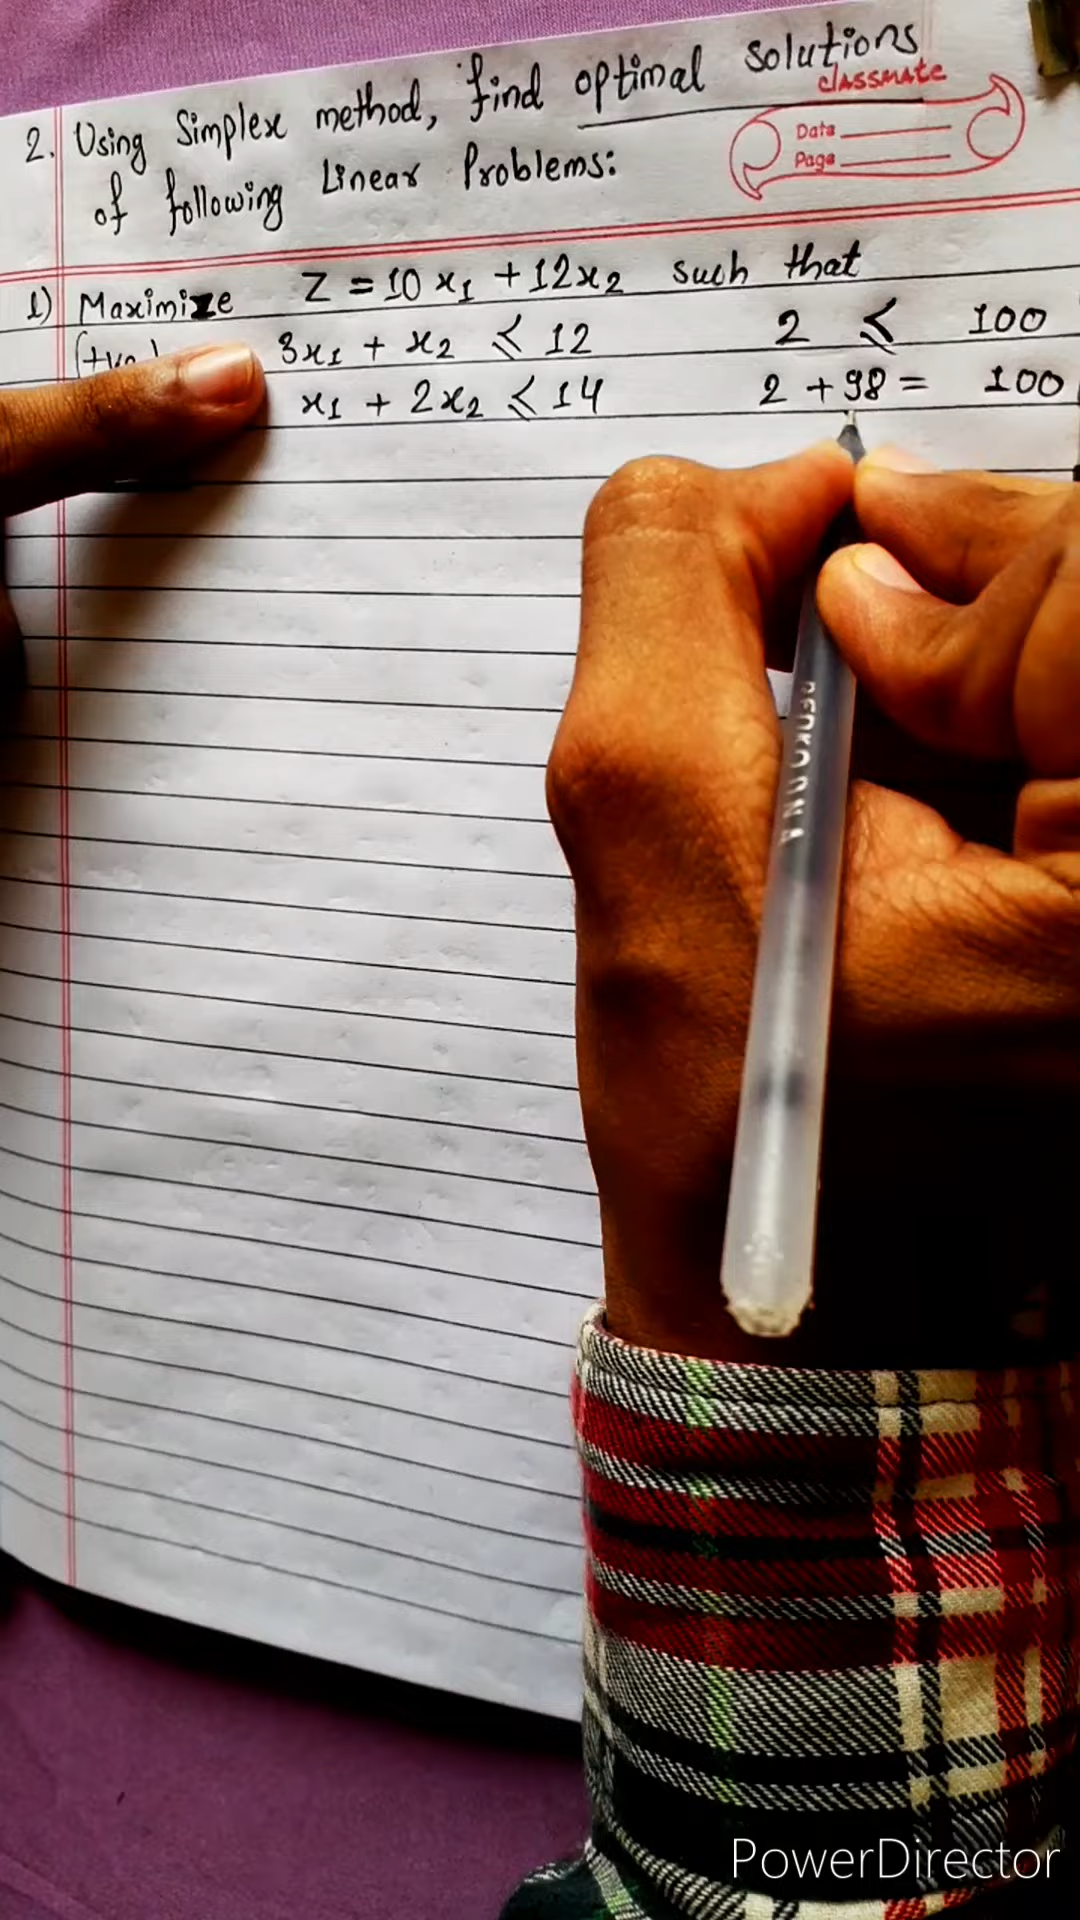 2. Using Simplex method, find optimal solutions
of following Linear Problems:
classmate
Date
Page
1) Maximize Z = 10x₁ + 12x₂ such that
3x₁ + x₂ ⩽ 12 2 ⩽ 100
x₁ + 2x₂ ⩽ 14 2 + 98 = 100
PowerDirector